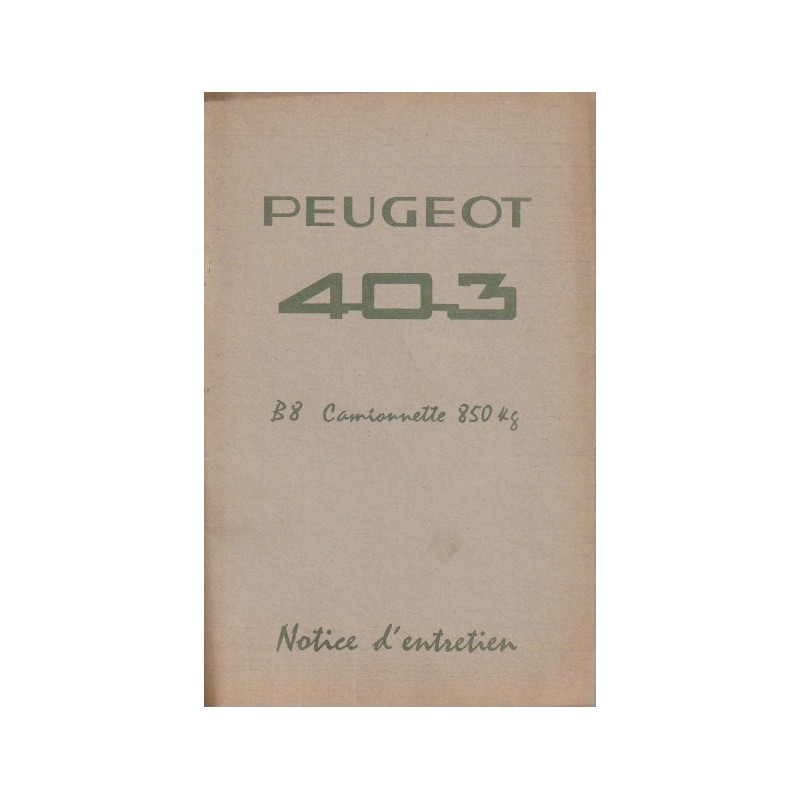 PEUGEOT
403
B8 Camionnette 850 kg
Notice d'entretien